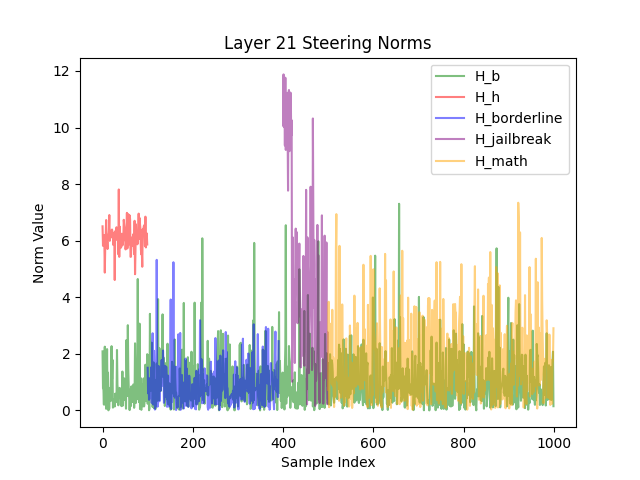 Layer 21 Steering Norms
12
10
8
6
4
2
0
Norm Value
H_b
H_h
H_borderline
H_jailbreak
H_math
0
200
400
600
800
1000
Sample Index